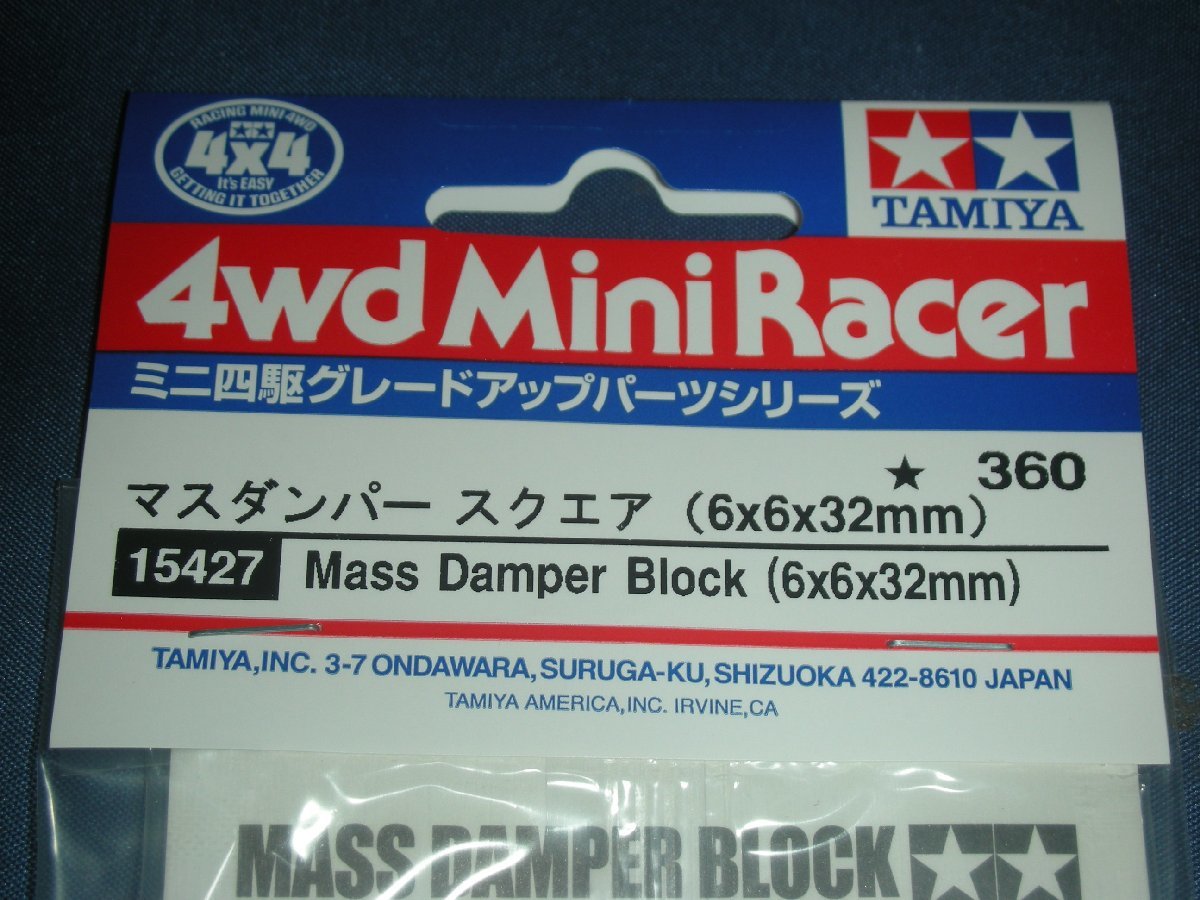 RACING MINI 4WD
4x4
It's EASY
GETTING IT TOGETHER
TAMIYA
4wd Mini Racer
ミニ四駆グレードアップパーツシリーズ
★ 360
マスダンパー スクエア (6x6x32mm)
15427 Mass Damper Block (6x6x32mm)
TAMIYA,INC. 3-7 ONDAWARA, SURUGA-KU, SHIZUOKA 422-8610 JAPAN
TAMIYA AMERICA, INC. IRVINE, CA
MASS DAMPER BLOCK